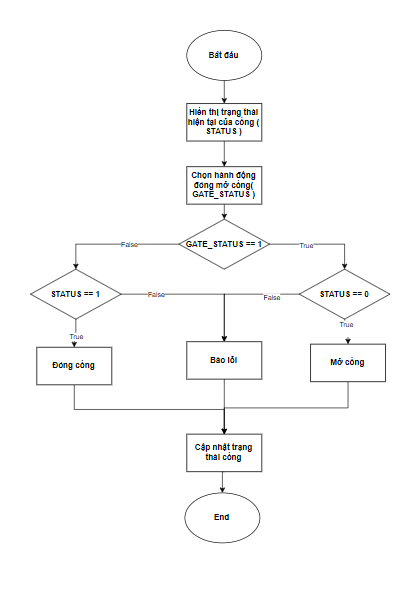 Bắt đầu
Hiển thị trạng thái
hiện tại của cổng (
STATUS )
Chọn hành động
đóng mở cổng(
GATE_STATUS )
GATE_STATUS == 1
False
True
STATUS == 1
False
False
STATUS == 0
True
True
Đóng cổng
Báo lỗi
Mở cổng
Cập nhật trạng
thái cổng
End